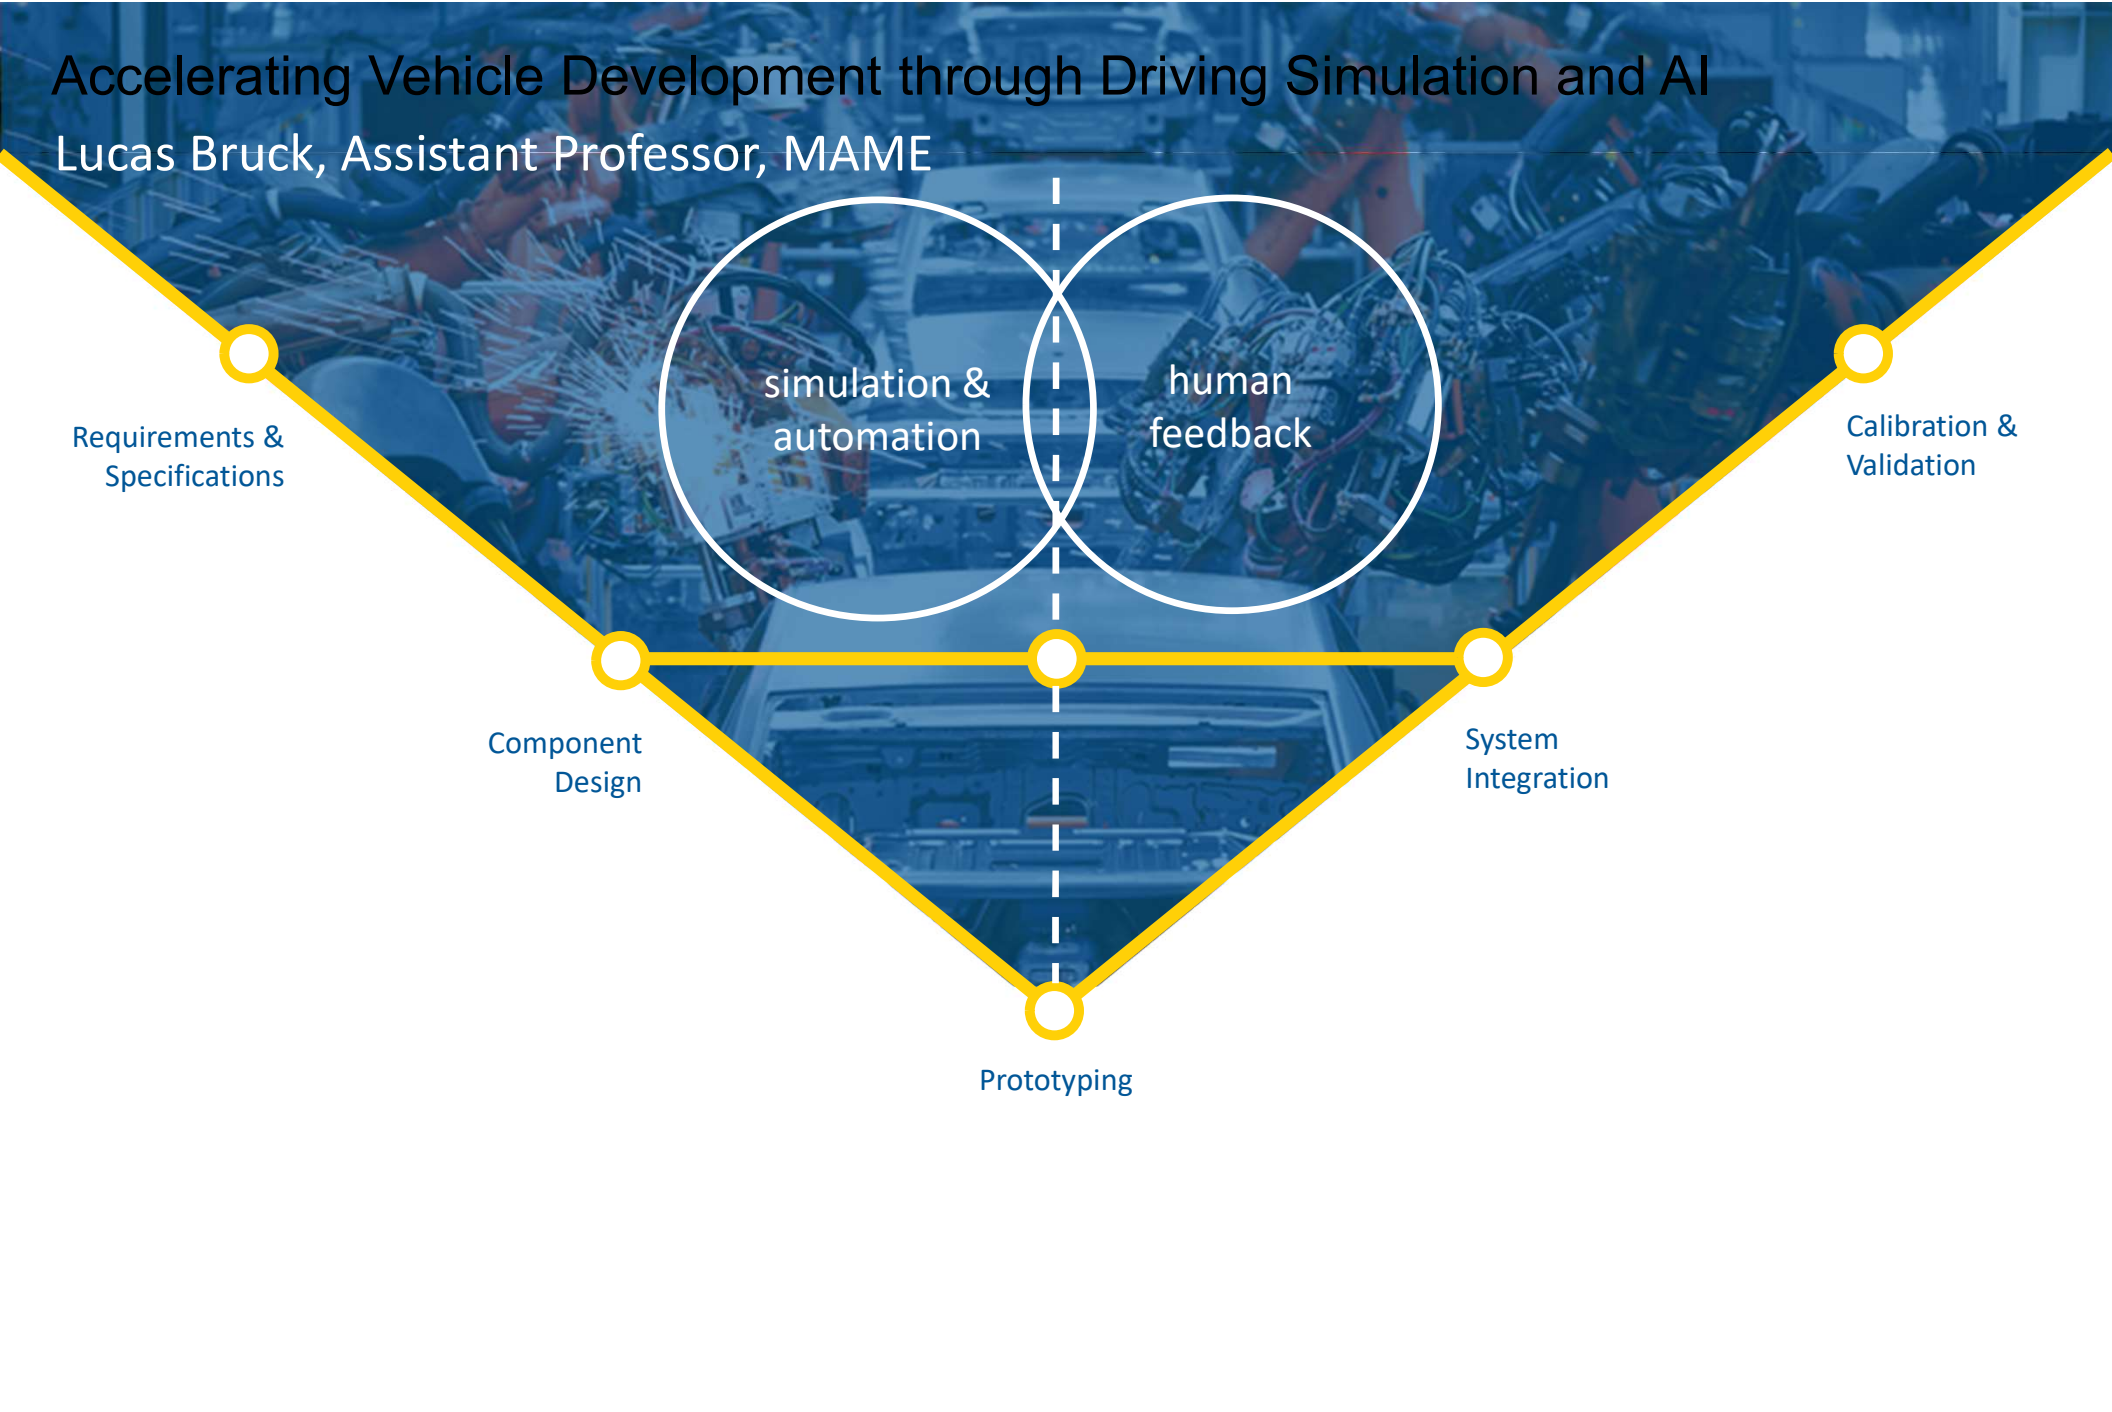 Accelerating Vehicle Development through Driving Simulation and AI
Lucas Bruck, Assistant Professor, MAME
simulation &
automation
human
feedback
Requirements &
Specifications
Calibration &
Validation
Component
Design
System
Integration
Prototyping